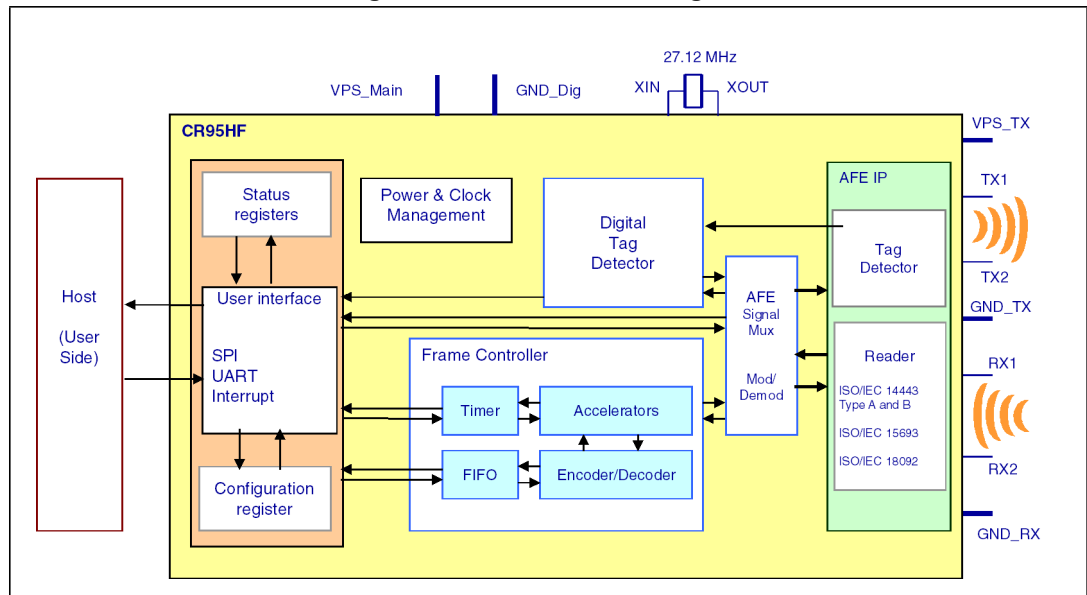 27.12 MHz
VPS_Main
GND_Dig
XIN
XOUT
CR95HF
VPS_TX
Status
registers
Power & Clock
Management
Digital
Tag
Detector
AFE IP
TX1
Tag
Detector
TX2
Host
(User
Side)
User interface
SPI
UART
Interrupt
AFE
Signal
Mux
Mod/
Demod
GND_TX
Frame Controller
Timer
Accelerators
FIFO
Encoder/Decoder
Reader
ISO/IEC 14443
Type A and B
ISO/IEC 15693
ISO/IEC 18092
RX1
RX2
Configuration
register
GND_RX